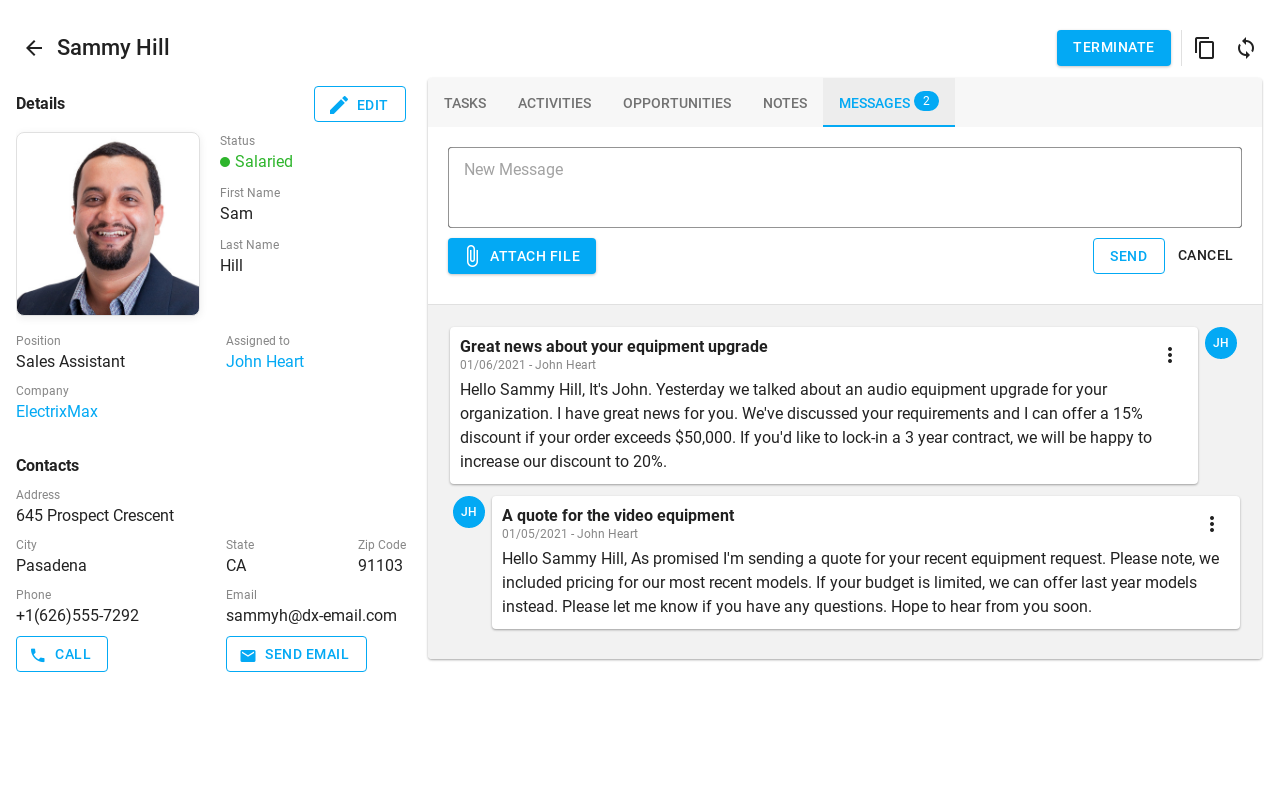 Sammy Hill
TERMINATE
Details
EDIT
Status
Salaried
First Name
Sam
Last Name
Hill
Position
Sales Assistant
Assigned to
John Heart
Company
ElectrixMax
Contacts
Address
645 Prospect Crescent
City
Pasadena
State
CA
Zip Code
91103
Phone
+1(626)555-7292
Email
sammyh@dx-email.com
CALL
SEND EMAIL
TASKS
ACTIVITIES
OPPORTUNITIES
NOTES
MESSAGES 2
New Message
ATTACH FILE
SEND
CANCEL
Great news about your equipment upgrade
01/06/2021 - John Heart
Hello Sammy Hill, It's John. Yesterday we talked about an audio equipment upgrade for your
organization. I have great news for you. We've discussed your requirements and I can offer a 15%
discount if your order exceeds $50,000. If you'd like to lock-in a 3 year contract, we will be happy to
increase our discount to 20%.
JH
JH
A quote for the video equipment
01/05/2021 - John Heart
Hello Sammy Hill, As promised I'm sending a quote for your recent equipment request. Please note, we
included pricing for our most recent models. If your budget is limited, we can offer last year models
instead. Please let me know if you have any questions. Hope to hear from you soon.